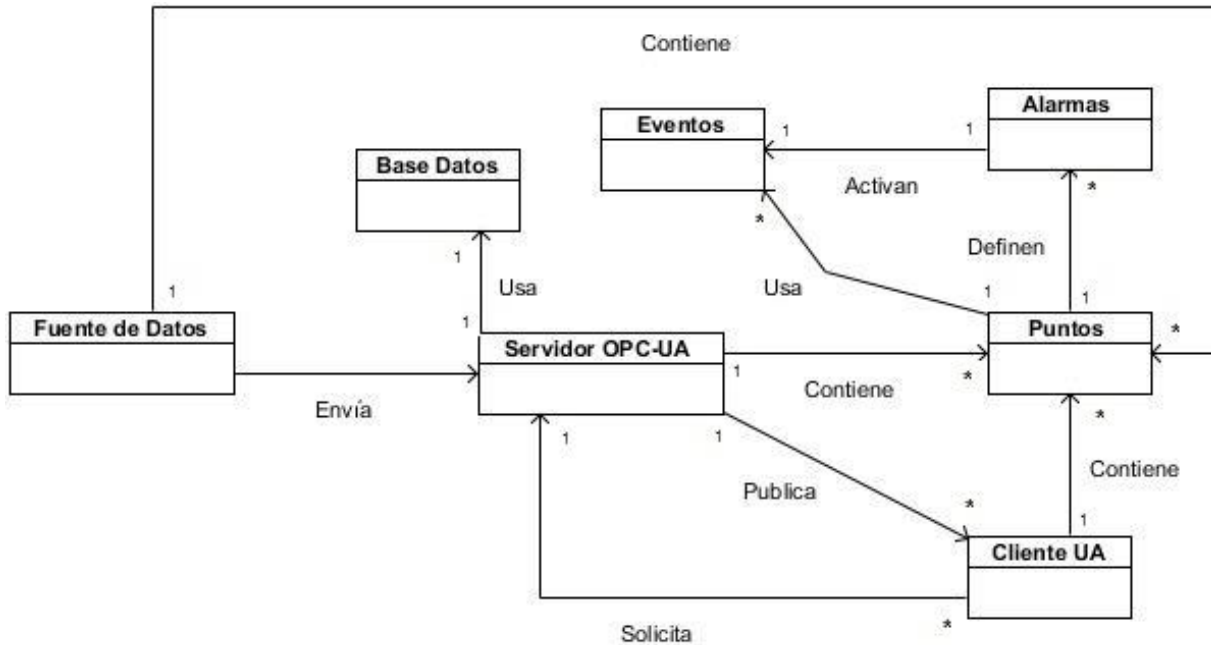 Contiene
Alarmas
Eventos
1
1
Base Datos
Activan
*
*
1
Definen
Usa
Usa
1
1
1
1
Fuente de Datos
Servidor OPC-UA
Puntos
*
1
*
Contiene
Envía
*
1
1
Contiene
Publica
*
1
Cliente UA
Solicita
*